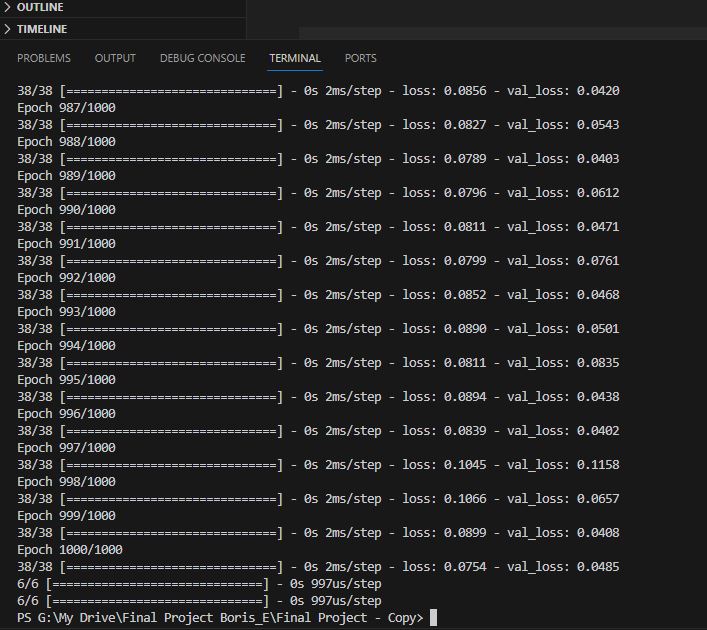 OUTLINE
TIMELINE
PROBLEMS OUTPUT DEBUG CONSOLE TERMINAL PORTS
38/38 [==============================] - 0s 2ms/step - loss: 0.0856 - val_loss: 0.0420
Epoch 987/1000
38/38 [==============================] - 0s 2ms/step - loss: 0.0827 - val_loss: 0.0543
Epoch 988/1000
38/38 [==============================] - 0s 2ms/step - loss: 0.0789 - val_loss: 0.0403
Epoch 989/1000
38/38 [==============================] - 0s 2ms/step - loss: 0.0796 - val_loss: 0.0612
Epoch 990/1000
38/38 [==============================] - 0s 2ms/step - loss: 0.0811 - val_loss: 0.0471
Epoch 991/1000
38/38 [==============================] - 0s 2ms/step - loss: 0.0799 - val_loss: 0.0761
Epoch 992/1000
38/38 [==============================] - 0s 2ms/step - loss: 0.0852 - val_loss: 0.0468
Epoch 993/1000
38/38 [==============================] - 0s 2ms/step - loss: 0.0890 - val_loss: 0.0501
Epoch 994/1000
38/38 [==============================] - 0s 2ms/step - loss: 0.0811 - val_loss: 0.0835
Epoch 995/1000
38/38 [==============================] - 0s 2ms/step - loss: 0.0894 - val_loss: 0.0438
Epoch 996/1000
38/38 [==============================] - 0s 2ms/step - loss: 0.0839 - val_loss: 0.0402
Epoch 997/1000
38/38 [==============================] - 0s 2ms/step - loss: 0.1045 - val_loss: 0.1158
Epoch 998/1000
38/38 [==============================] - 0s 2ms/step - loss: 0.1066 - val_loss: 0.0657
Epoch 999/1000
38/38 [==============================] - 0s 2ms/step - loss: 0.0899 - val_loss: 0.0408
Epoch 1000/1000
38/38 [==============================] - 0s 2ms/step - loss: 0.0754 - val_loss: 0.0485
6/6 [==============================] - 0s 997us/step
6/6 [==============================] - 0s 997us/step
PS G:\My Drive\Final Project Boris_E\Final Project - Copy>